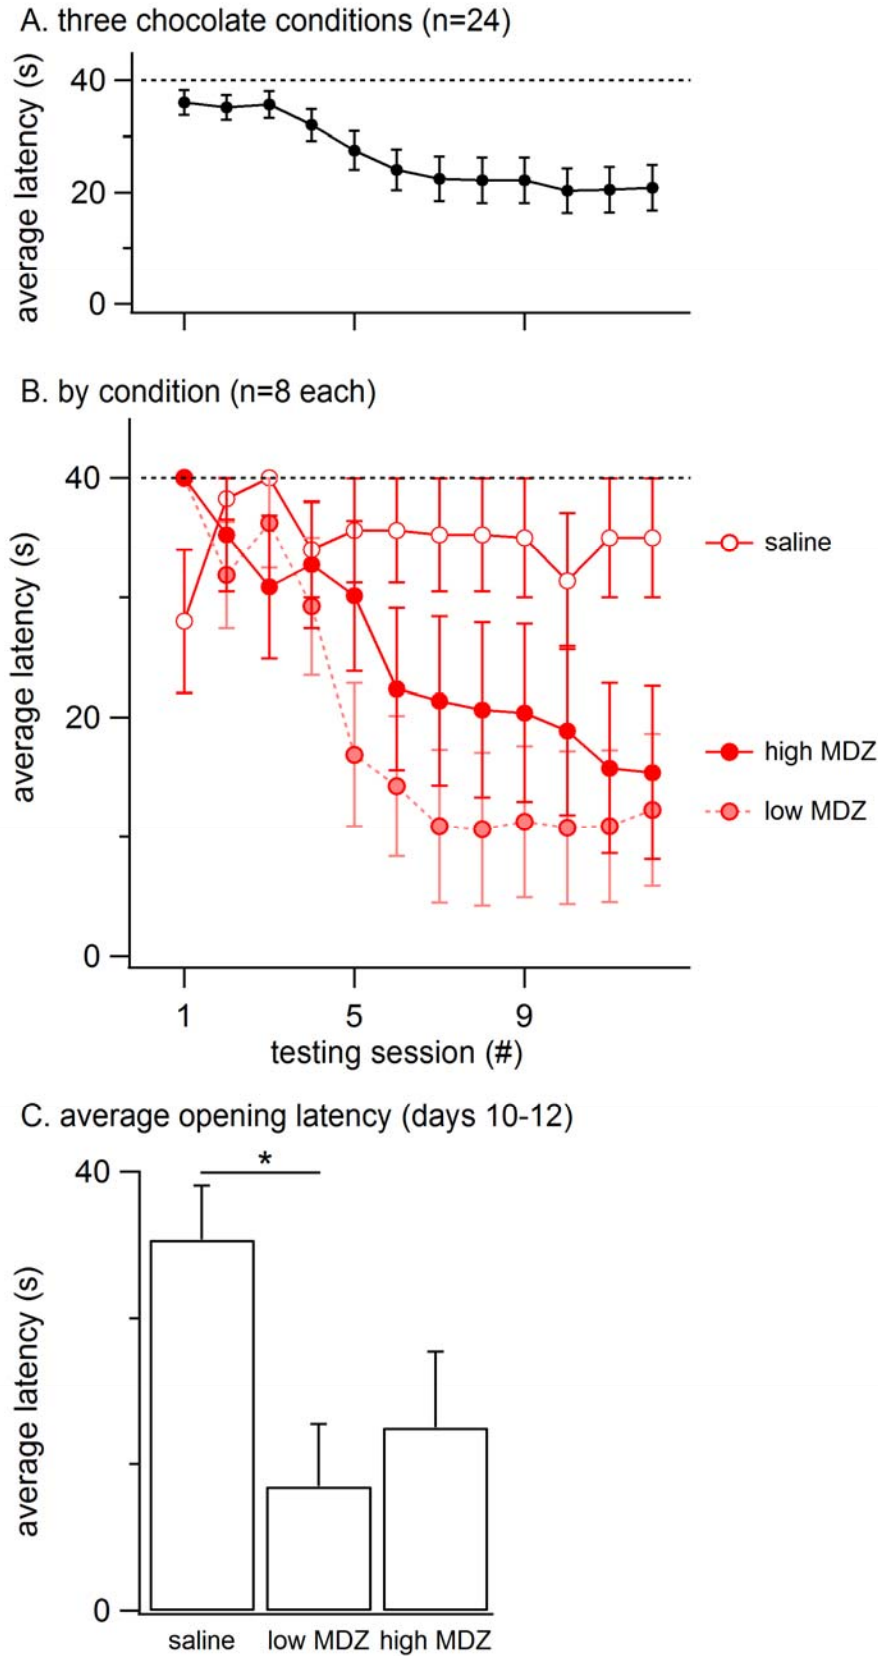 A. three chocolate conditions (n=24)
average latency (s)
40
20
0
B. by condition (n=8 each)
average latency (s)
40
20
0
saline
high MDZ
low MDZ
1 5 9
testing session (#)
C. average opening latency (days 10-12)
average latency (s)
40
*
0
saline low MDZ high MDZ